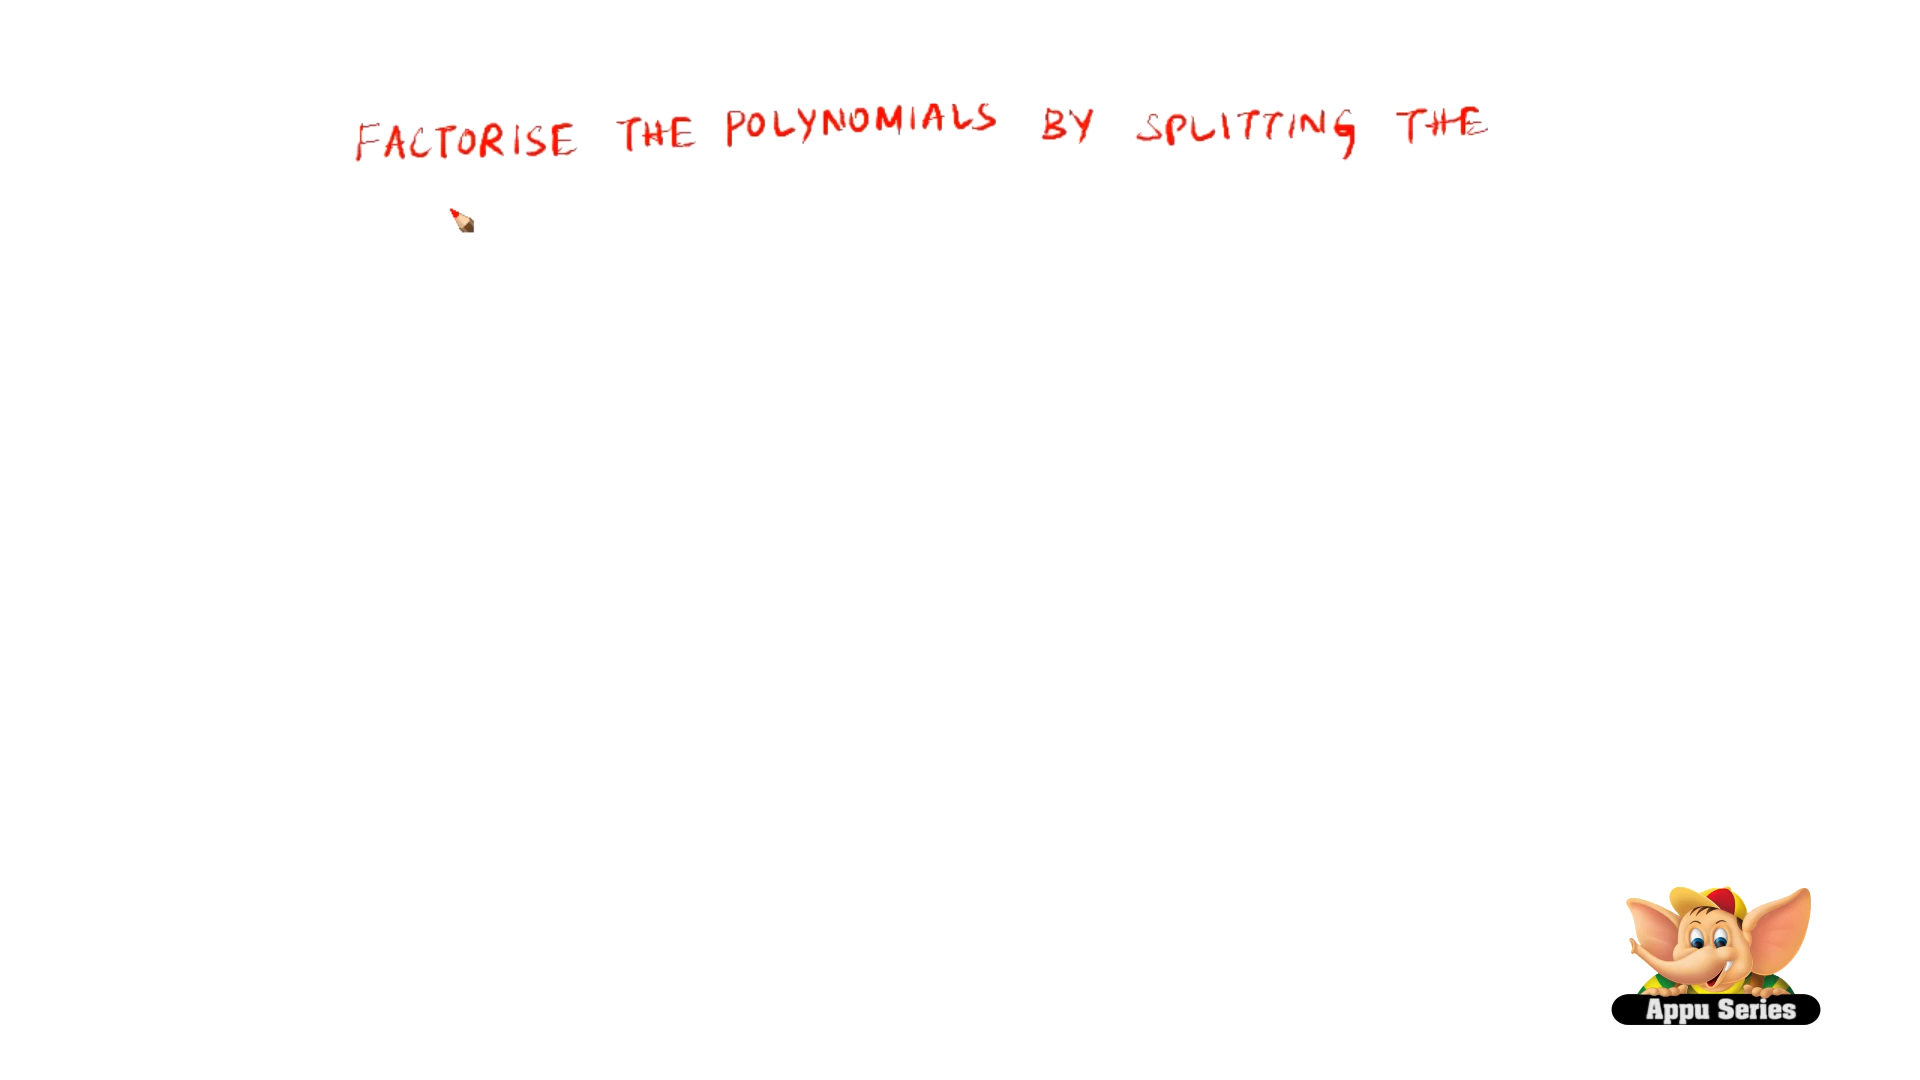 FACTORISE THE POLYNOMIALS BY SPLITTING THE
Appu Series